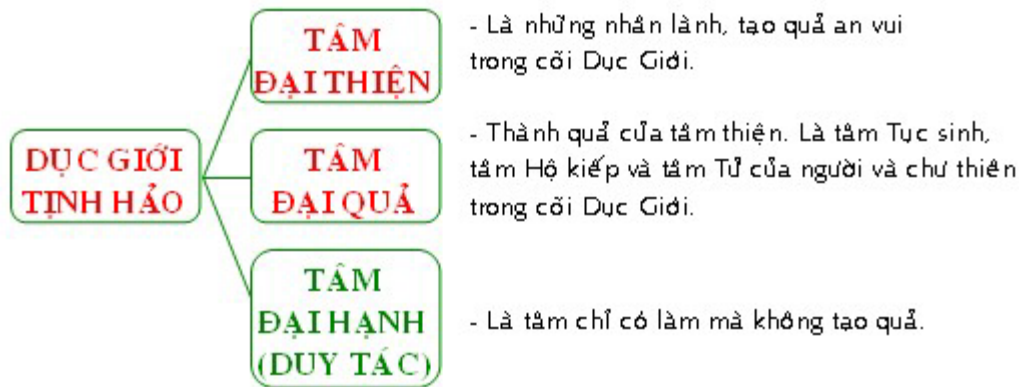 DỤC GIỚI
TỊNH HẢO
TÂM
ĐẠI THIỆN
- Là những nhân lành, tạo quả an vui
trong cõi Dục Giới.
TÂM
ĐẠI QUẢ
- Thành quả của tâm thiện. Là tâm Tục sinh,
tâm Hộ kiếp và tâm Tử của người và chư thiên
trong cõi Dục Giới.
TÂM
ĐẠI HẠNH
(DUY TÁC)
- Là tâm chỉ có làm mà không tạo quả.